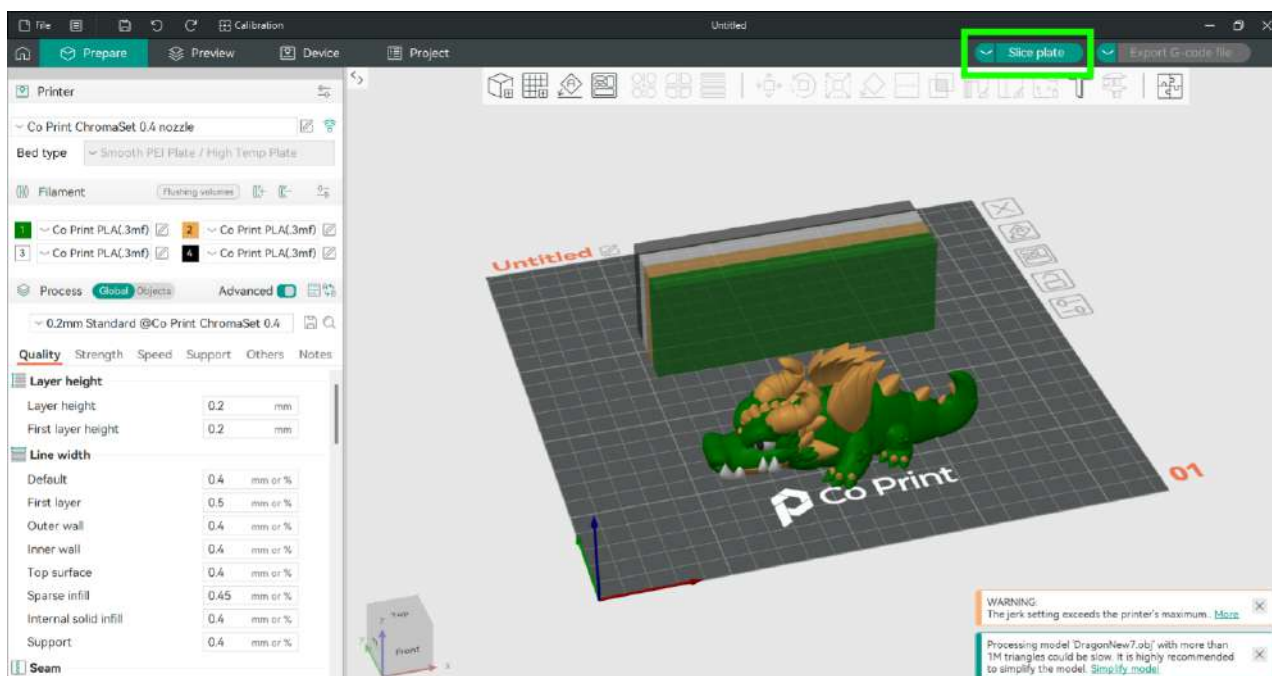 File
Calibration
Untitled
Prepare
Preview
Device
Project
Slice plate
Export G-code file
Printer
Co Print ChromaSet 0.4 nozzle
Bed type
Smooth PEI Plate / High Temp Plate
Filament
Flushing volumes
1 Co Print PLA(.3mf)
2 Co Print PLA(.3mf)
3 Co Print PLA(.3mf)
4 Co Print PLA(.3mf)
Process Global Objects Advanced
0.2mm Standard @Co Print ChromaSet 0.4
Quality Strength Speed Support Others Notes
Layer height
Layer height 0.2 mm
First layer height 0.2 mm
Line width
Default 0.4 mm or %
First layer 0.5 mm or %
Outer wall 0.4 mm or %
Inner wall 0.4 mm or %
Top surface 0.4 mm or %
Sparse infill 0.45 mm or %
Internal solid infill 0.4 mm or %
Support 0.4 mm or %
Seam
Untitled
Co Print
01
Top
Front
z
y
x
WARNING:
The jerk setting exceeds the printer's maximum. More
Processing model 'DragonNew7.obj' with more than
1M triangles could be slow. It is highly recommended
to simplify the model. Simplify model